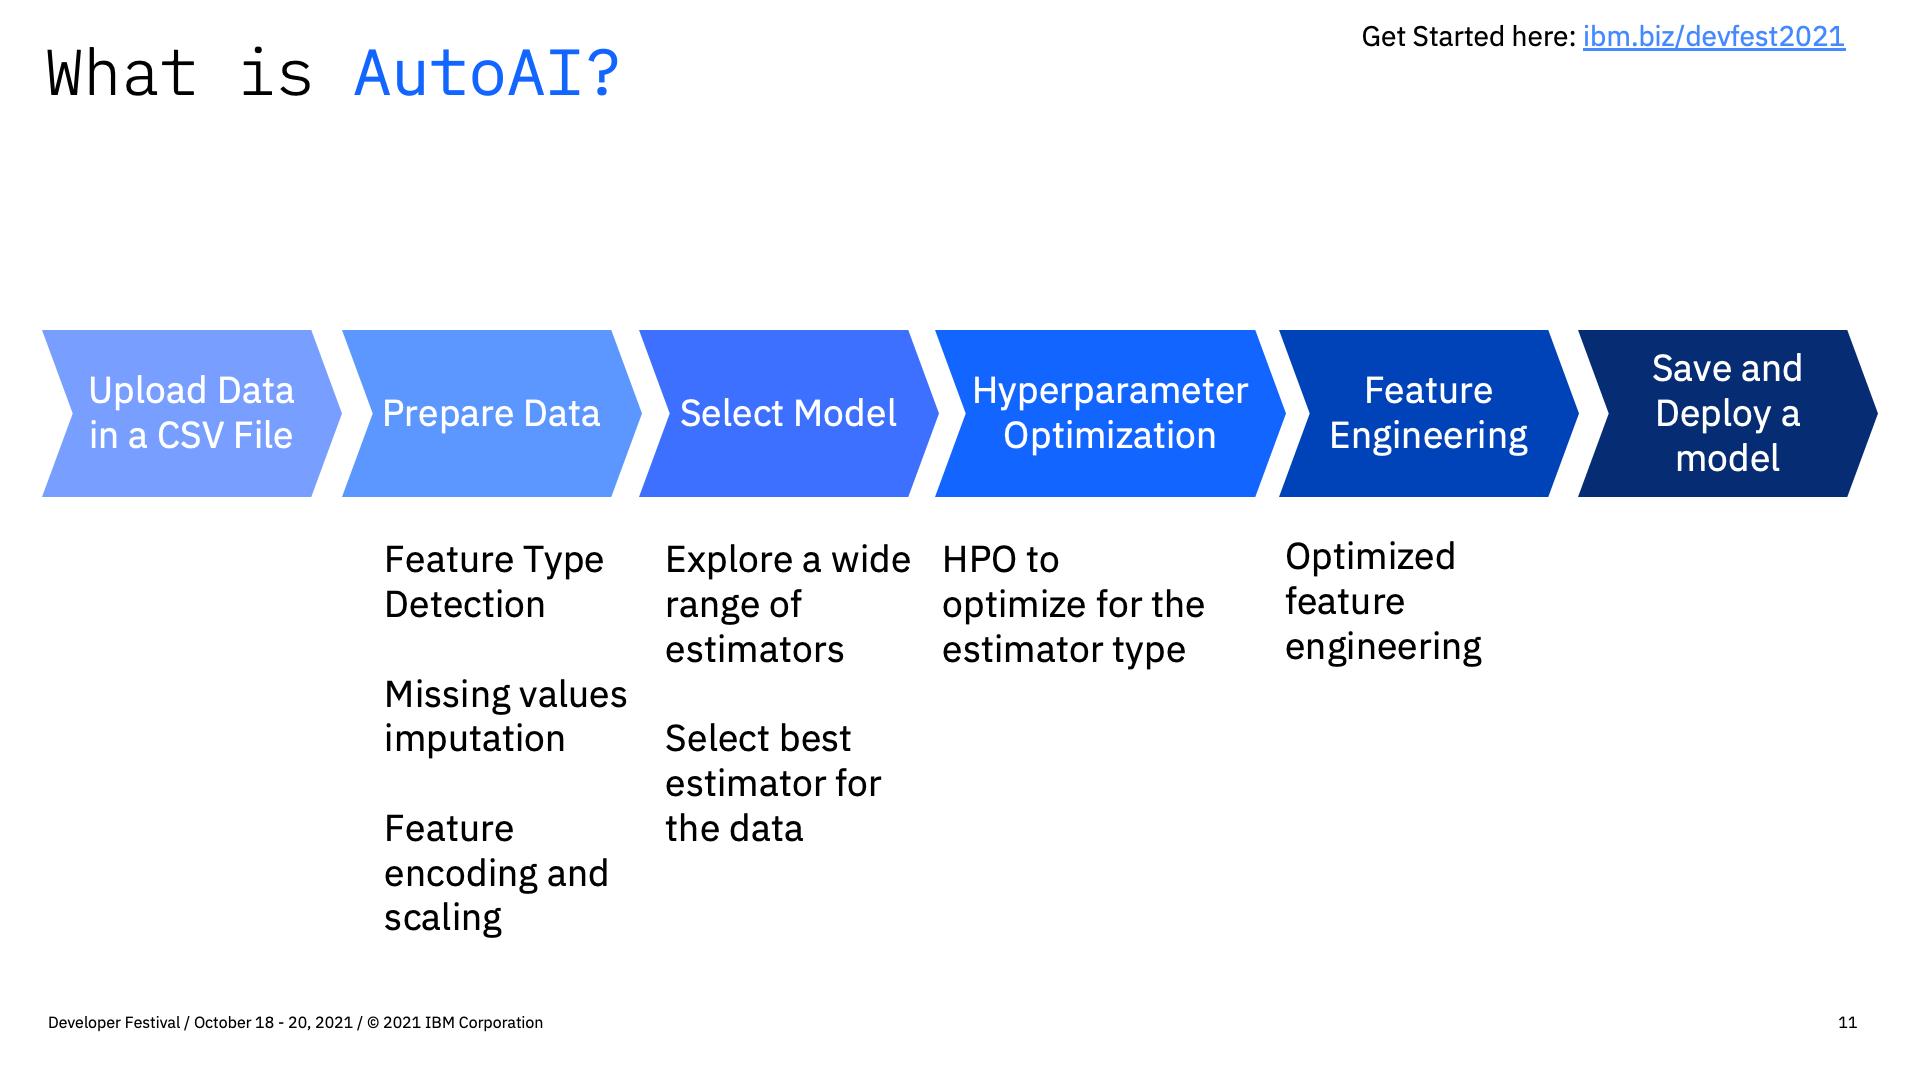 What is AutoAI?
Get Started here: ibm.biz/devfest2021
Upload Data
in a CSV File
Prepare Data
Select Model
Hyperparameter
Optimization
Feature
Engineering
Save and
Deploy a
model
Feature Type
Detection
Missing values
imputation
Feature
encoding and
scaling
Explore a wide
range of
estimators
Select best
estimator for
the data
HPO to
optimize for the
estimator type
Optimized
feature
engineering
Developer Festival / October 18 - 20, 2021 / © 2021 IBM Corporation
11